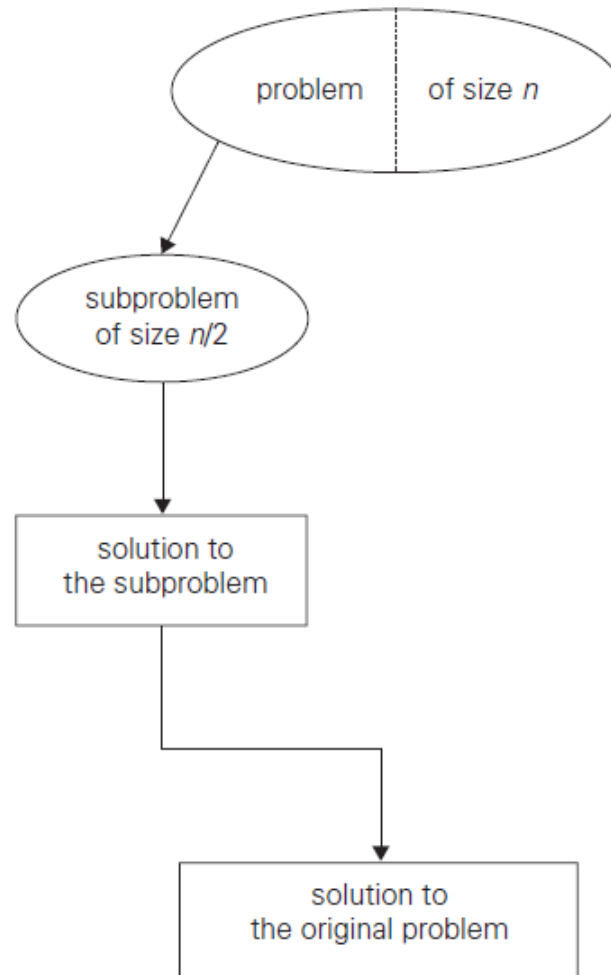 problem of size n
subproblem
of size n/2
solution to
the subproblem
solution to
the original problem